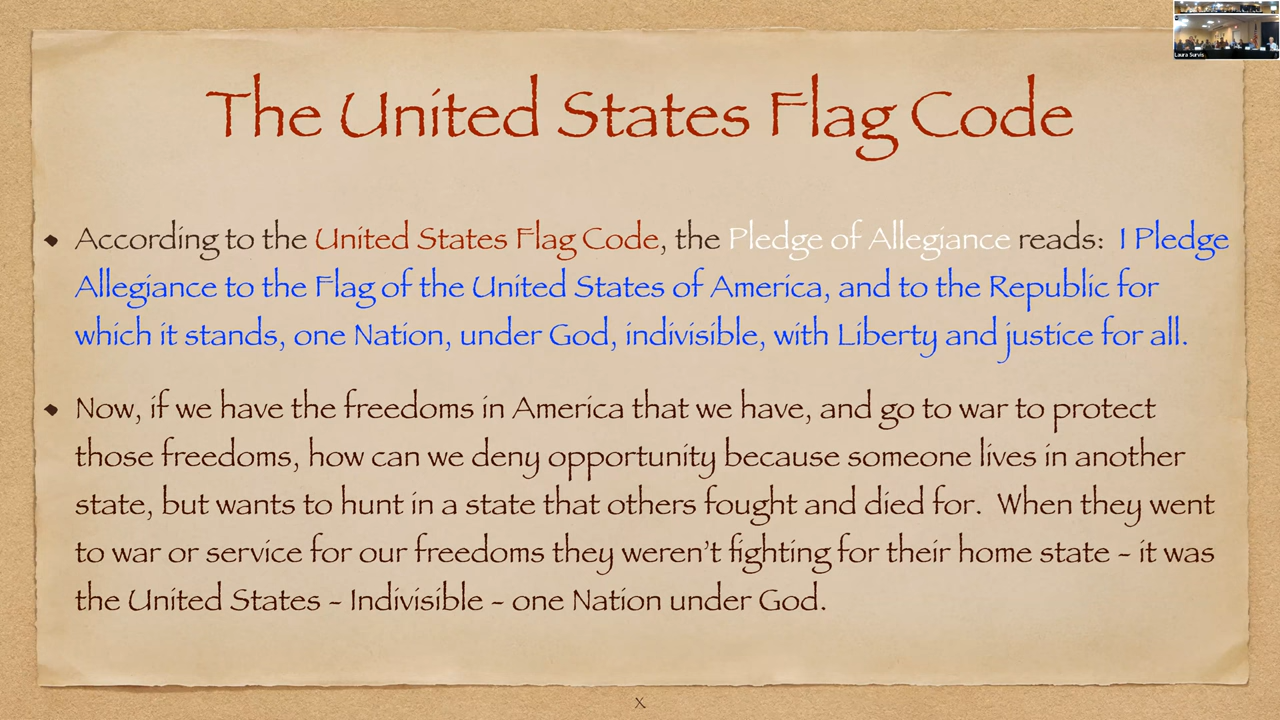 Laura Survis
The United States Flag Code
According to the United States Flag Code, the Pledge of Allegiance reads: I Pledge
Allegiance to the Flag of the United States of America, and to the Republic for
which it stands, one Nation, under God, indivisible, with Liberty and justice for all.
Now, if we have the freedoms in America that we have, and go to war to protect
those freedoms, how can we deny opportunity because someone lives in another
state, but wants to hunt in a state that others fought and died for. When they went
to war or service for our freedoms they weren't fighting for their home state - it was
the United States - Indivisible - one Nation under God.
X